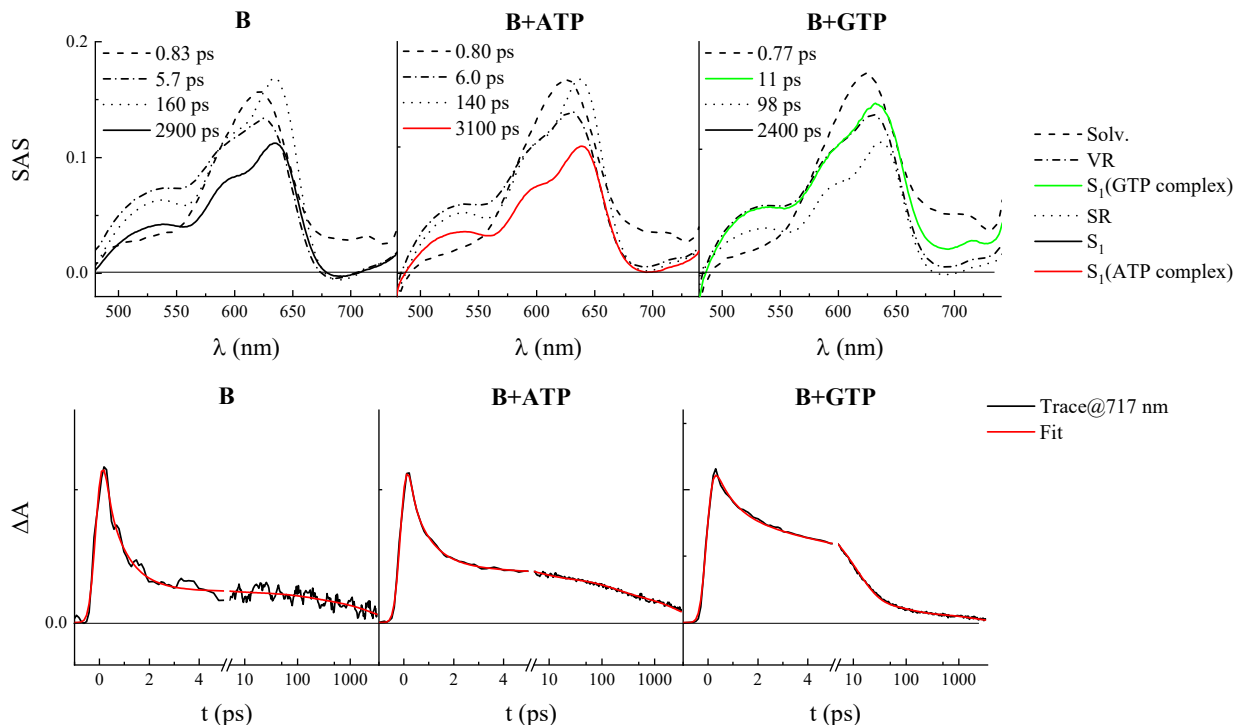 B
B+ATP
B+GTP
0.2
0.1
0.0
SAS
0.83 ps
5.7 ps
160 ps
2900 ps
0.80 ps
6.0 ps
140 ps
3100 ps
0.77 ps
11 ps
98 ps
2400 ps
Solv.
VR
S₁(GTP complex)
SR
S₁
S₁(ATP complex)
500 550 600 650 700
500 550 600 650 700
500 550 600 650 700
λ (nm)
λ (nm)
λ (nm)
B
B+ATP
B+GTP
Trace@717 nm
Fit
ΔA
0.0
0 2 4 10 100 1000
0 2 4 10 100 1000
0 2 4 10 100 1000
t (ps)
t (ps)
t (ps)